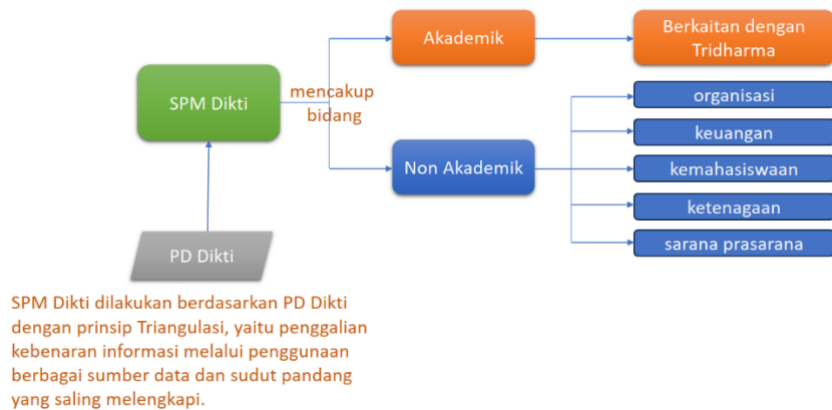 Akademik
Berkaitan dengan
Tridharma
SPM Dikti
mencakup
bidang
Non Akademik
organisasi
keuangan
kemahasiswaan
ketenagaan
sarana prasarana
PD Dikti
SPM Dikti dilakukan berdasarkan PD Dikti
dengan prinsip Triangulasi, yaitu penggalian
kebenaran informasi melalui penggunaan
berbagai sumber data dan sudut pandang
yang saling melengkapi.